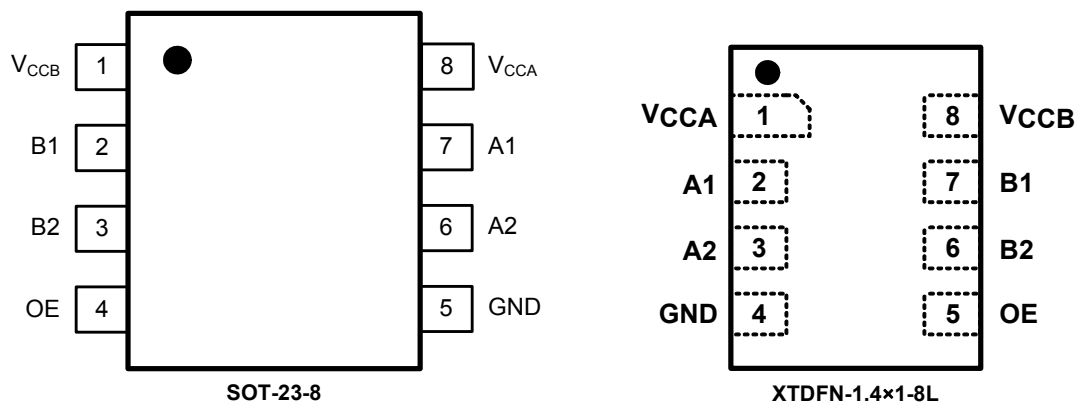 V_CCB 1 8 V_CCA
B1 2 7 A1
B2 3 6 A2
OE 4 5 GND
SOT-23-8
VCCA 1 8 VCCB
A1 2 7 B1
A2 3 6 B2
GND 4 5 OE
XTDFN-1.4×1-8L